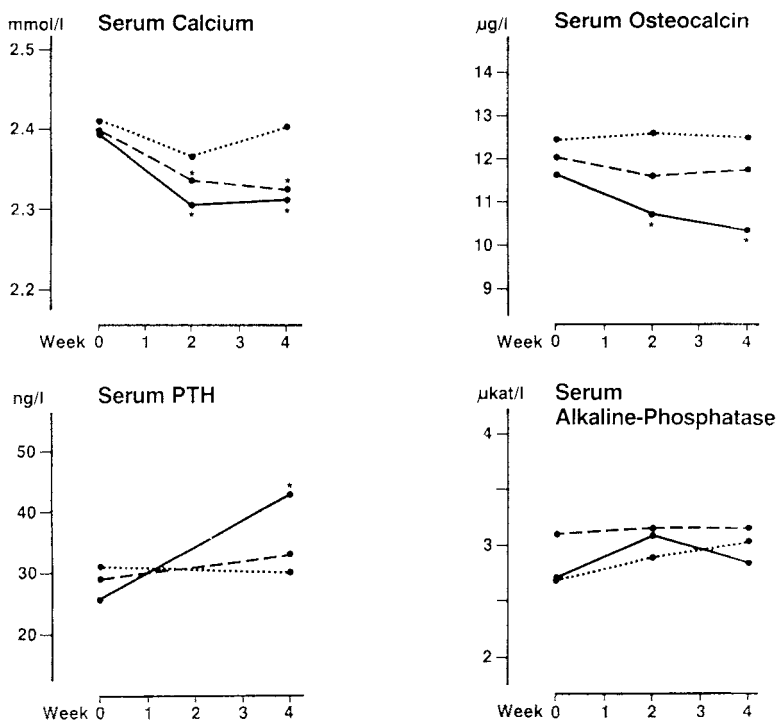 mmol/l Serum Calcium
2.5
2.4
*
*
2.3
*
*
2.2
Week 0 1 2 3 4
µg/l Serum Osteocalcin
14
13
12
11
*
10
*
9
Week 0 1 2 3 4
ng/l Serum PTH
50
*
40
30
20
Week 0 1 2 3 4
µkat/l Serum
Alkaline-Phosphatase
4
3
2
Week 0 1 2 3 4